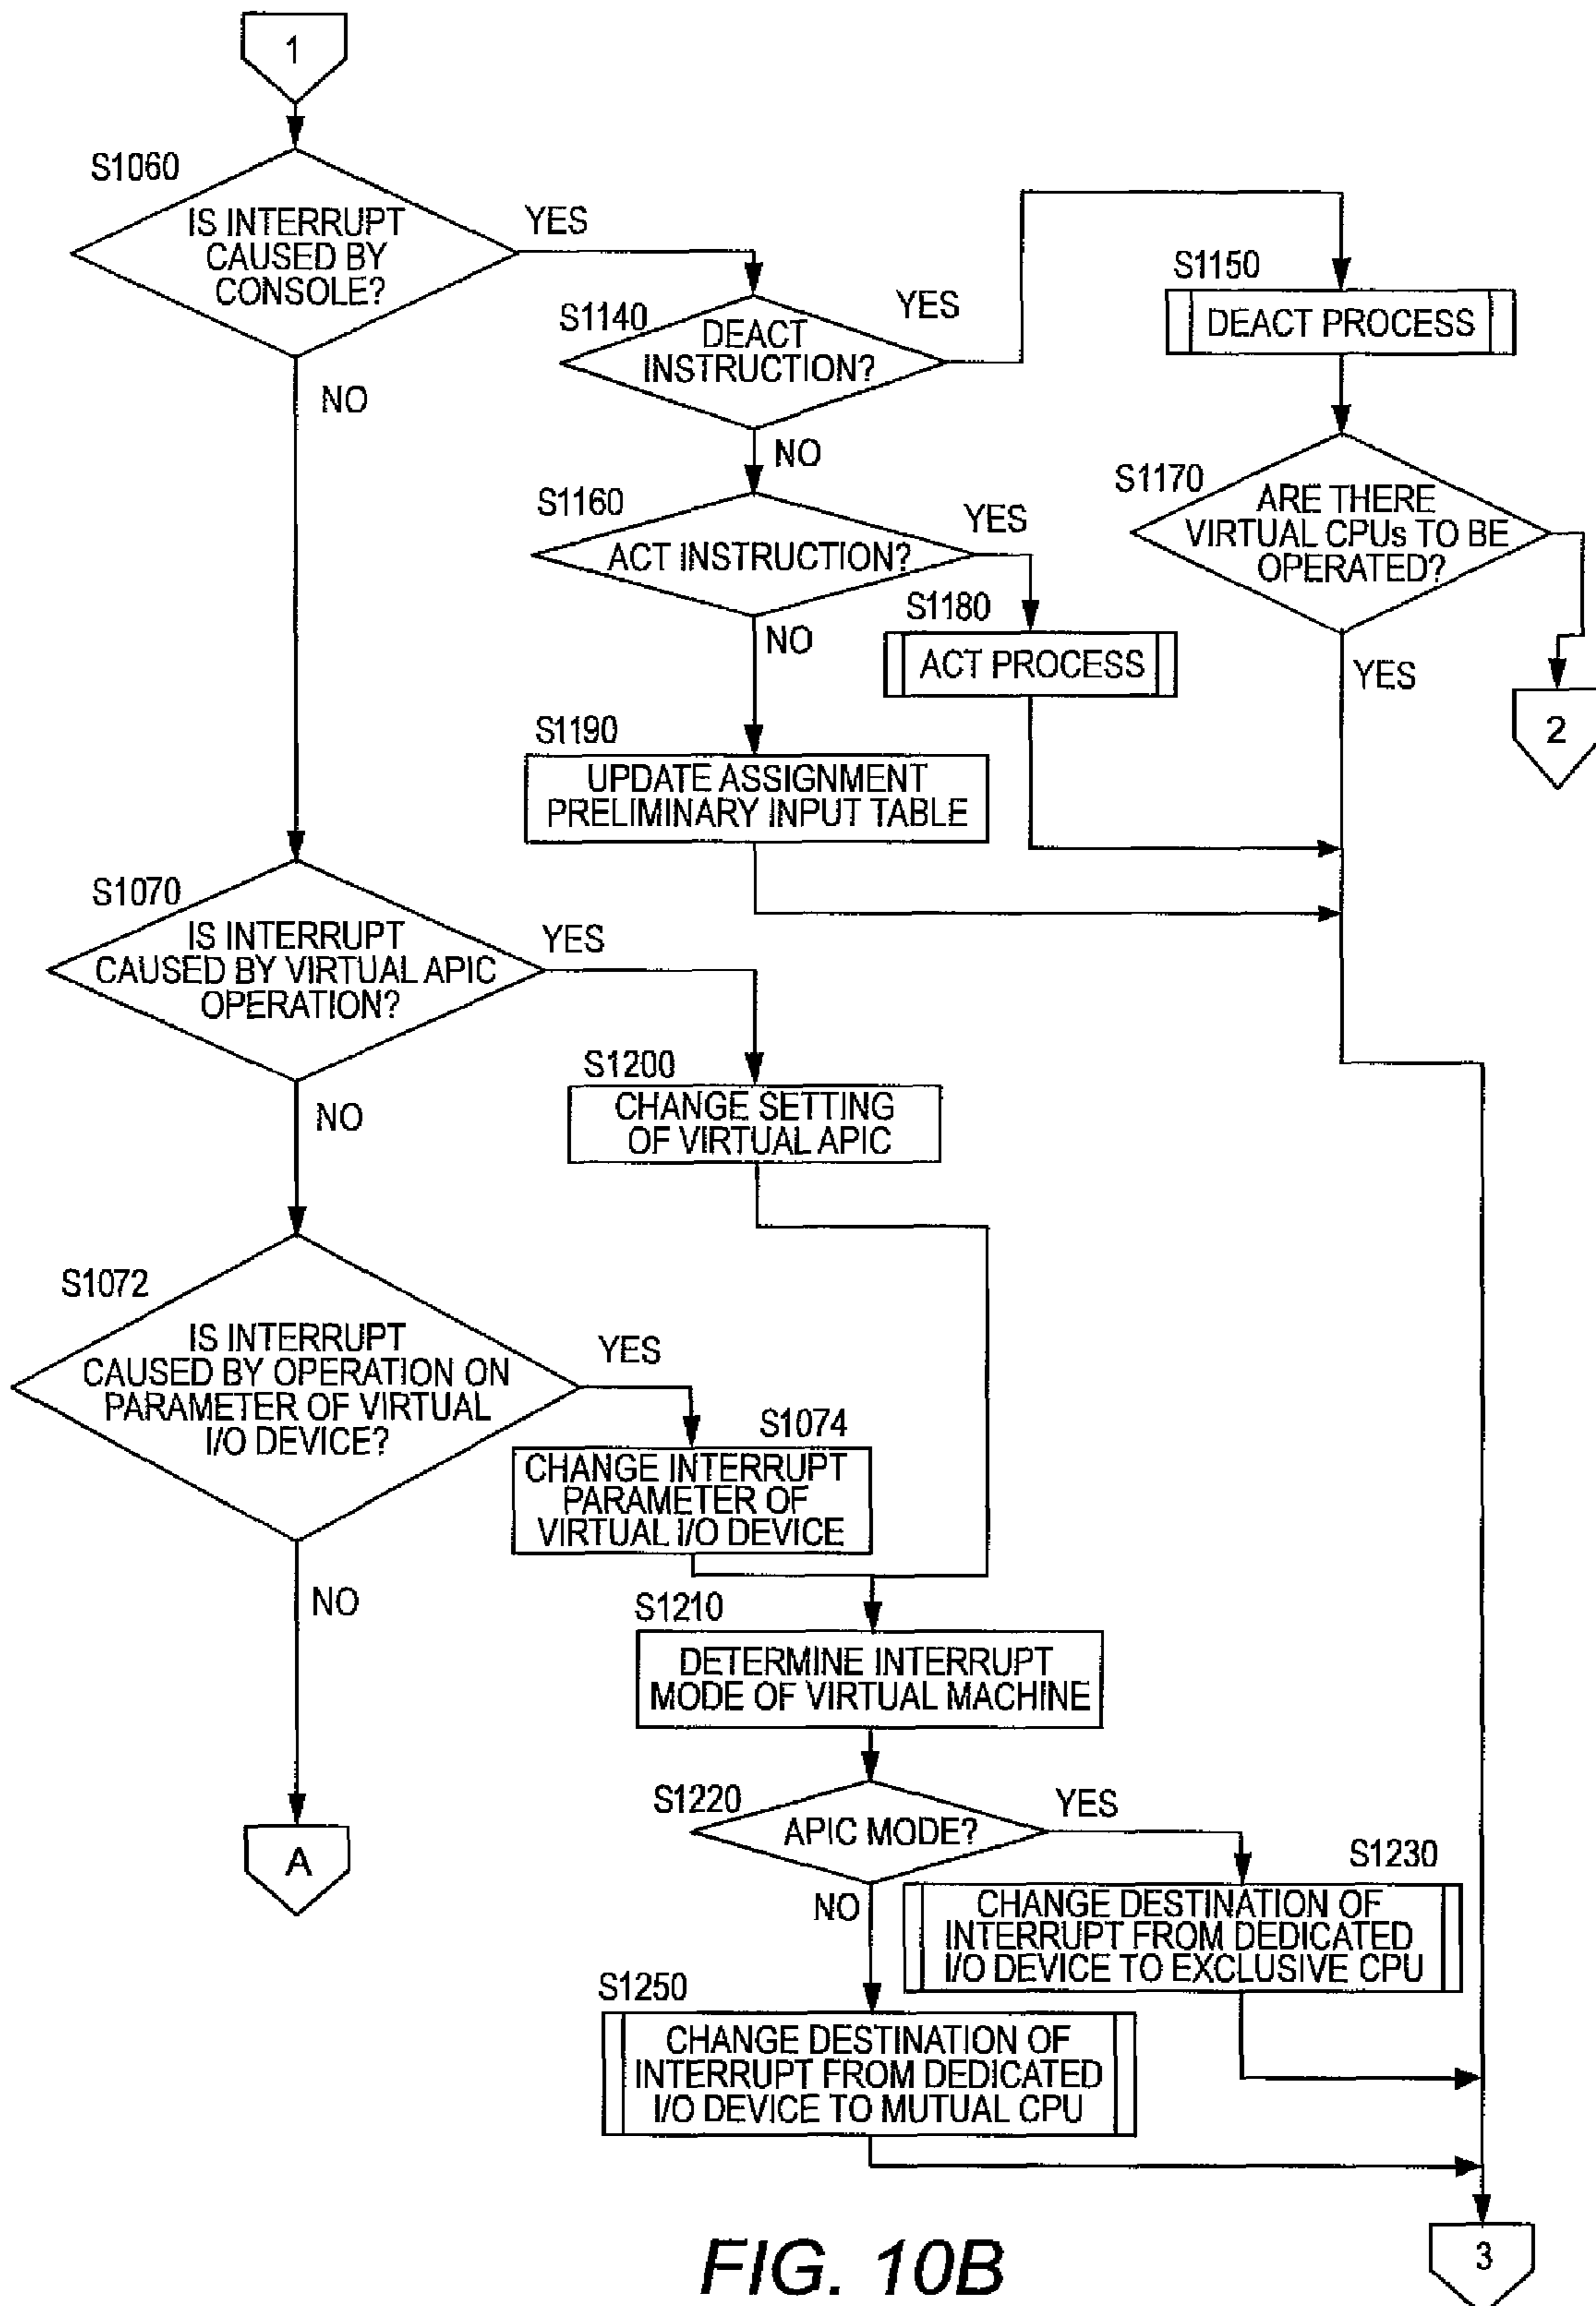 1
S1060
IS INTERRUPT
CAUSED BY
CONSOLE?
YES
NO
S1140
DEACT
INSTRUCTION?
YES
NO
S1150
DEACT PROCESS
S1160
ACT INSTRUCTION?
YES
NO
S1170
ARE THERE
VIRTUAL CPUs TO BE
OPERATED?
YES
2
S1180
ACT PROCESS
S1190
UPDATE ASSIGNMENT
PRELIMINARY INPUT TABLE
S1070
IS INTERRUPT
CAUSED BY VIRTUAL APIC
OPERATION?
YES
NO
S1200
CHANGE SETTING
OF VIRTUAL APIC
S1072
IS INTERRUPT
CAUSED BY OPERATION ON
PARAMETER OF VIRTUAL
I/O DEVICE?
YES
NO
S1074
CHANGE INTERRUPT
PARAMETER OF
VIRTUAL I/O DEVICE
S1210
DETERMINE INTERRUPT
MODE OF VIRTUAL MACHINE
S1220
APIC MODE?
YES
NO
A
S1230
CHANGE DESTINATION OF
INTERRUPT FROM DEDICATED
I/O DEVICE TO EXCLUSIVE CPU
S1250
CHANGE DESTINATION OF
INTERRUPT FROM DEDICATED
I/O DEVICE TO MUTUAL CPU
3
FIG. 10B